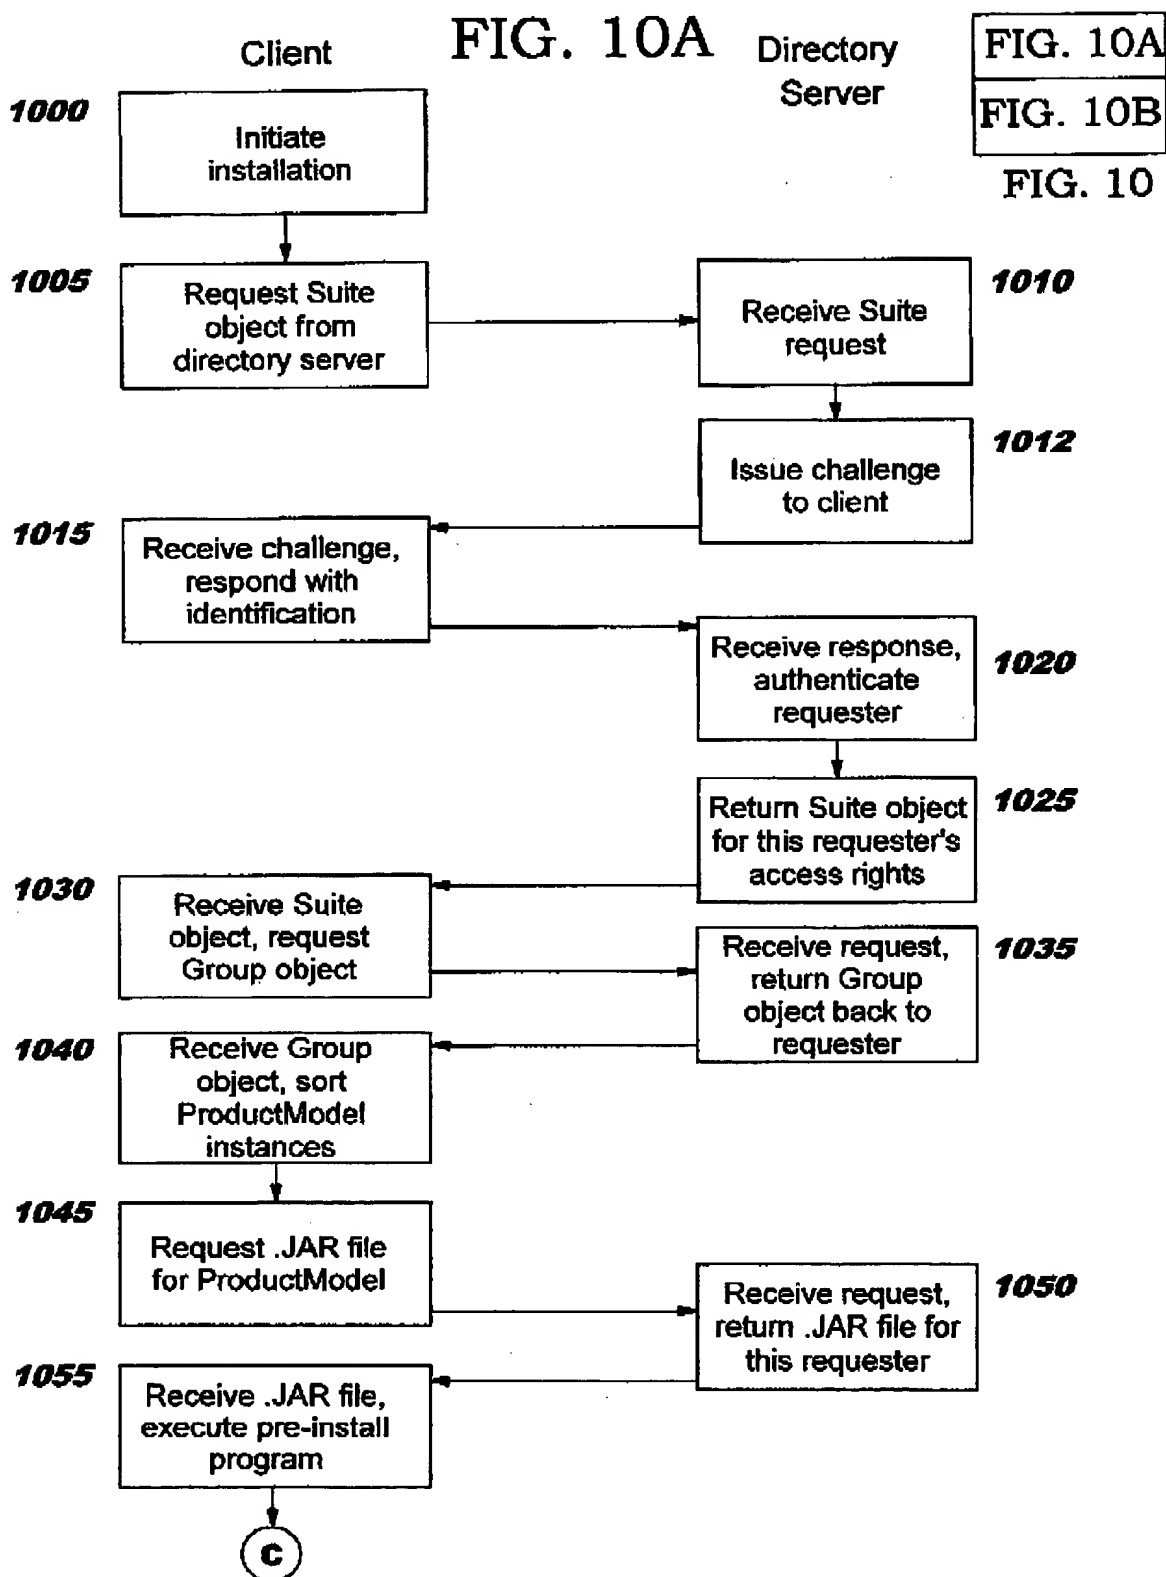 FIG. 10A
Client
Directory
Server
FIG. 10A
FIG. 10B
FIG. 10
1000
Initiate
installation
1005
Request Suite
object from
directory server
1010
Receive Suite
request
1012
Issue challenge
to client
1015
Receive challenge,
respond with
identification
1020
Receive response,
authenticate
requester
1025
Return Suite object
for this requester's
access rights
1030
Receive Suite
object, request
Group object
1035
Receive request,
return Group
object back to
requester
1040
Receive Group
object, sort
ProductModel
instances
1045
Request .JAR file
for ProductModel
1050
Receive request,
return .JAR file for
this requester
1055
Receive .JAR file,
execute pre-install
program
C